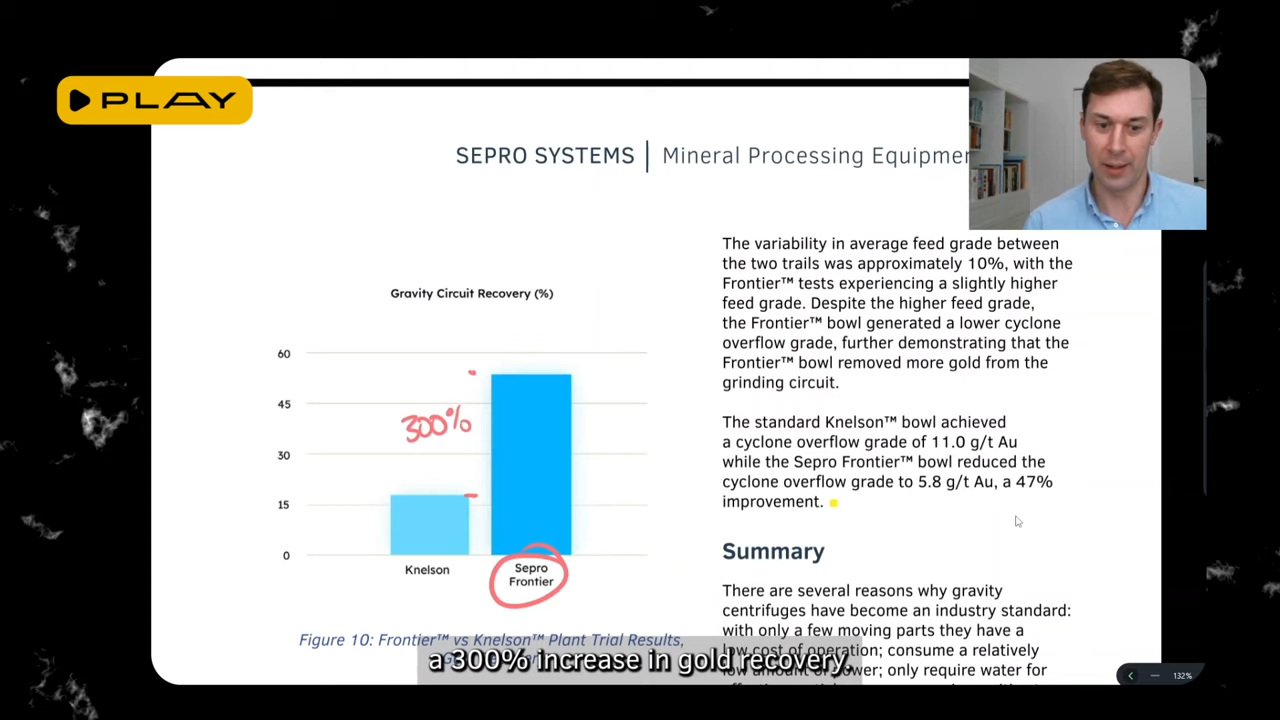 PLAY
SEPRO SYSTEMS | Mineral Processing Equipmen
Gravity Circuit Recovery (%)
60
45
30
15
0
300%
Knelson
Sepro
Frontier
Figure 10: Frontier™ vs Knelson™ Plant Trial Results,
The variability in average feed grade between
the two trails was approximately 10%, with the
Frontier™ tests experiencing a slightly higher
feed grade. Despite the higher feed grade,
the Frontier™ bowl generated a lower cyclone
overflow grade, further demonstrating that the
Frontier™ bowl removed more gold from the
grinding circuit.
The standard Knelson™ bowl achieved
a cyclone overflow grade of 11.0 g/t Au
while the Sepro Frontier™ bowl reduced the
cyclone overflow grade to 5.8 g/t Au, a 47%
improvement.
Summary
There are several reasons why gravity
centrifuges have become an industry standard:
with only a few moving parts they have a
low cost of operation; consume a relatively
low amount of power; only require water for
a 300% increase in gold recovery.
132%